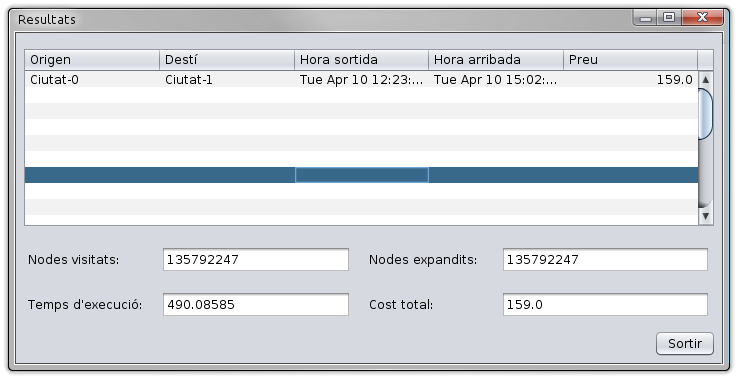 Resultats
Origen Destí Hora sortida Hora arribada Preu
Ciutat-0 Ciutat-1 Tue Apr 10 12:23:... Tue Apr 10 15:02:... 159.0
Nodes visitats: 135792247 Nodes expandits: 135792247
Temps d'execució: 490.08585 Cost total: 159.0
Sortir